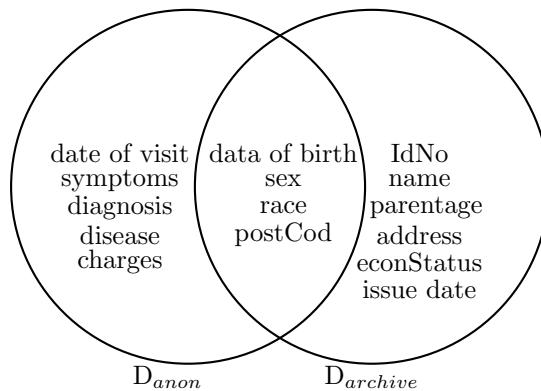 date of visit
symptoms
diagnosis
disease
charges
data of birth
sex
race
postCod
IdNo
name
parentage
address
econStatus
issue date
D_anon
D_archive